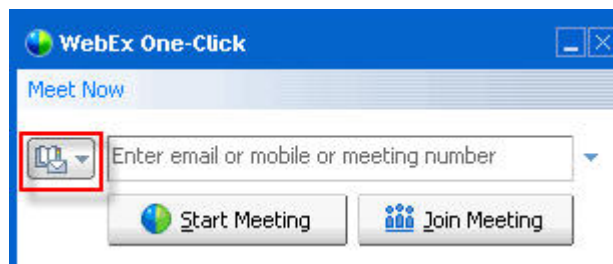 WebEx One-Click
Meet Now
Enter email or mobile or meeting number
Start Meeting Join Meeting